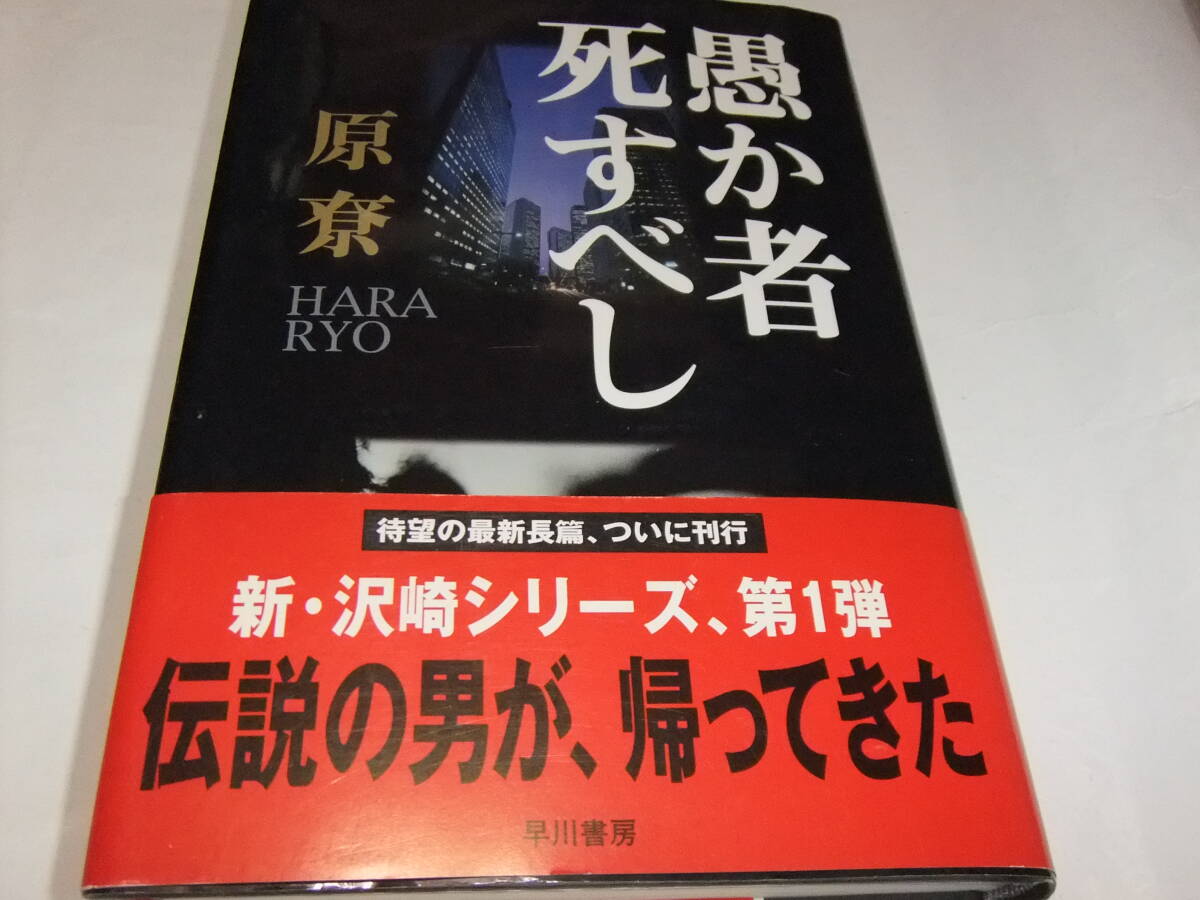 愚か者
死すべし
原尞
HARA
RYO
待望の最新長篇、ついに刊行
新・沢崎シリーズ、第1弾
伝説の男が、帰ってきた
早川書房